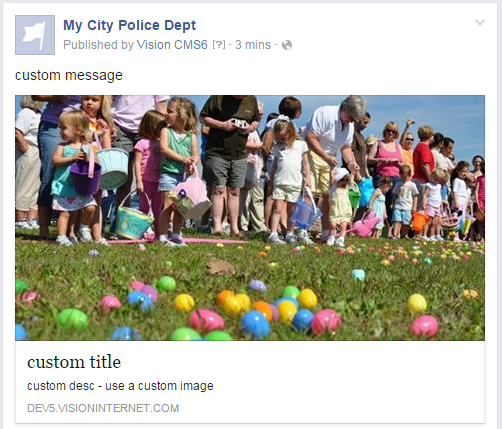 My City Police Dept
Published by Vision CMS6 [?] · 3 mins ·
custom message
custom title
custom desc - use a custom image
DEV5.VISIONINTERNET.COM